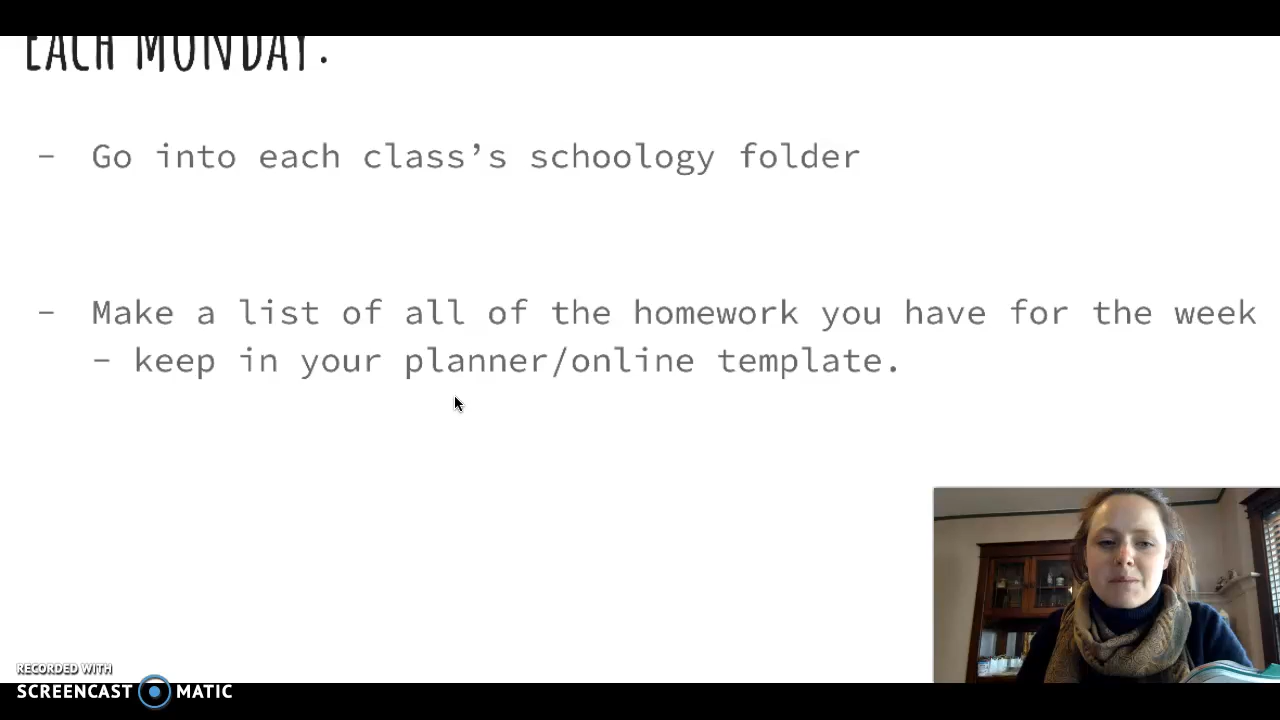 EACH MONDAY:
- Go into each class’s schoology folder
- Make a list of all of the homework you have for the week
- keep in your planner/online template.
RECORDED WITH
SCREENCAST MATIC